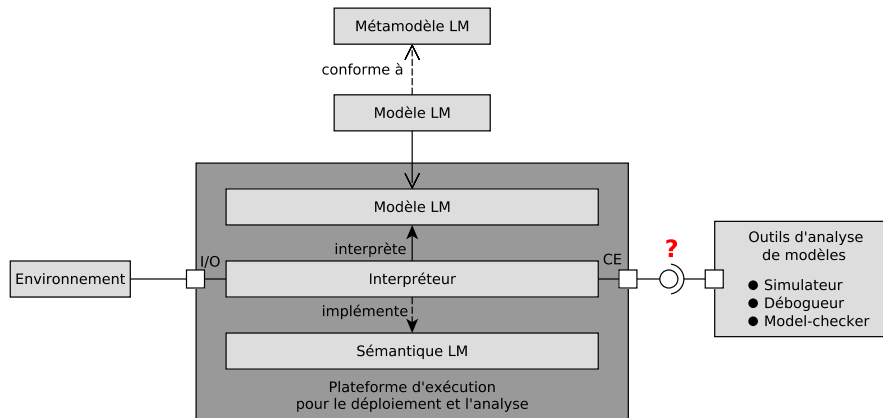 Métamodèle LM
conforme à
Modèle LM
Modèle LM
interprète
?
I/O
CE
Environnement
Interpréteur
implémente
Sémantique LM
Plateforme d'exécution
pour le déploiement et l'analyse
Outils d'analyse
de modèles
● Simulateur
● Débogueur
● Model-checker